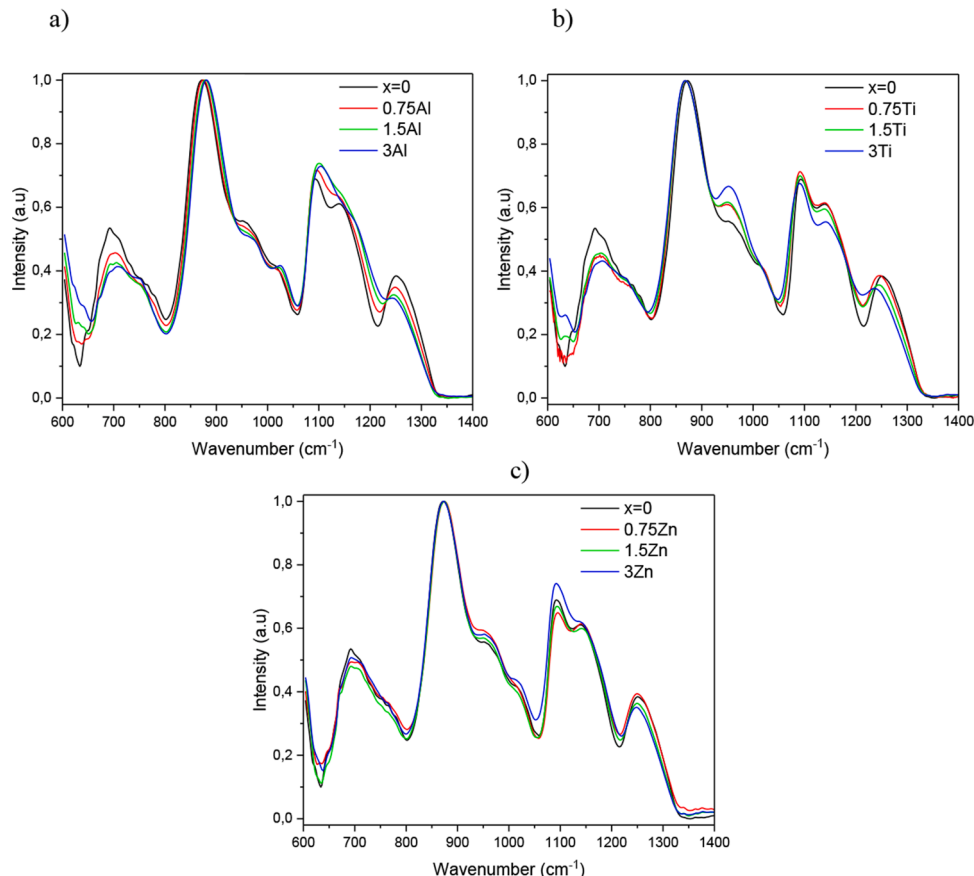 a)
b)
1,0
0,8
0,6
0,4
0,2
0,0
Intensity (a.u)
x=0
0.75Al
1.5Al
3Al
600 700 800 900 1000 1100 1200 1300 1400
Wavenumber (cm⁻¹)
1,0
0,8
0,6
0,4
0,2
0,0
Intensity (a.u)
x=0
0.75Ti
1.5Ti
3Ti
600 700 800 900 1000 1100 1200 1300 1400
Wavenumber (cm⁻¹)
c)
1,0
0,8
0,6
0,4
0,2
0,0
Intensity (a.u)
x=0
0.75Zn
1.5Zn
3Zn
600 700 800 900 1000 1100 1200 1300 1400
Wavenumber (cm⁻¹)